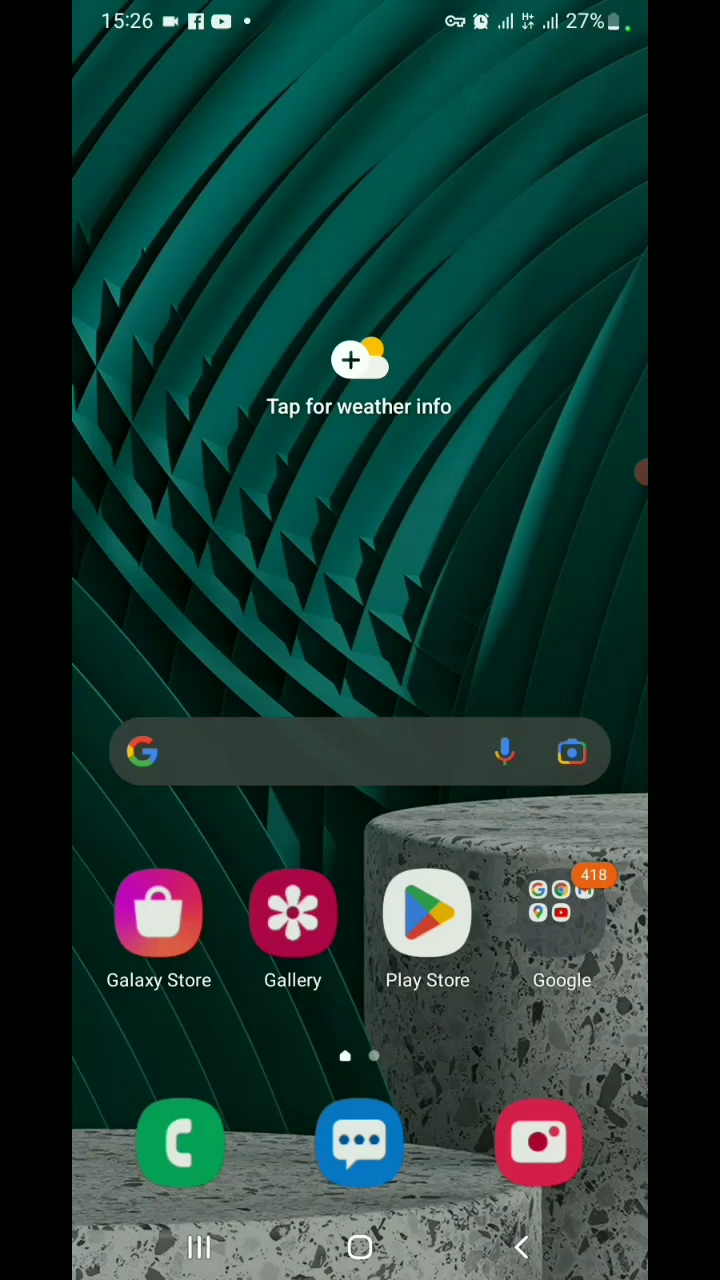 15:26
H+ 27%
Tap for weather info
418
Galaxy Store
Gallery
Play Store
Google